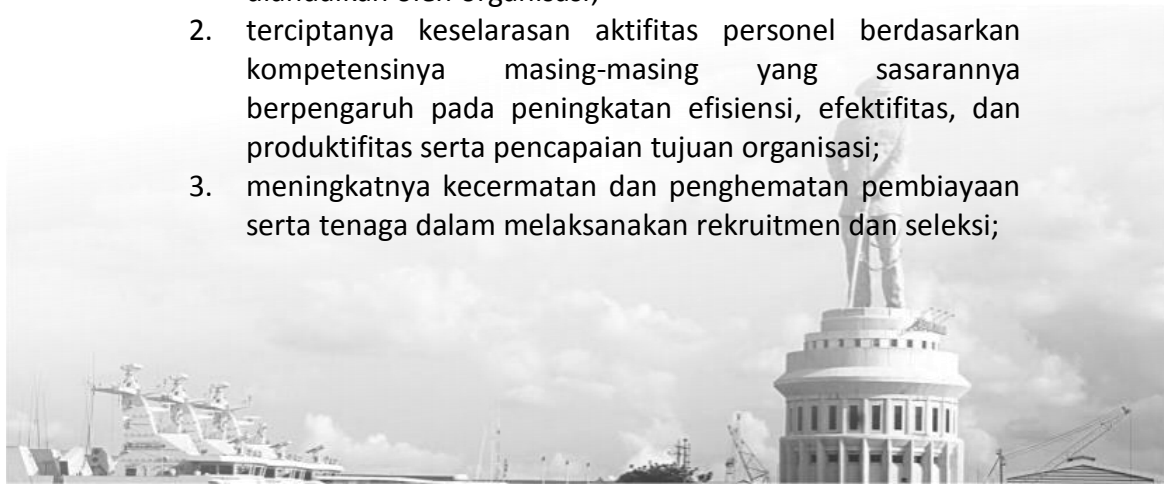 2. terciptanya keselarasan aktifitas personel berdasarkan
kompetensinya masing-masing yang sasarannya
berpengaruh pada peningkatan efisiensi, efektifitas, dan
produktifitas serta pencapaian tujuan organisasi;
3. meningkatnya kecermatan dan penghematan pembiayaan
serta tenaga dalam melaksanakan rekruitmen dan seleksi;